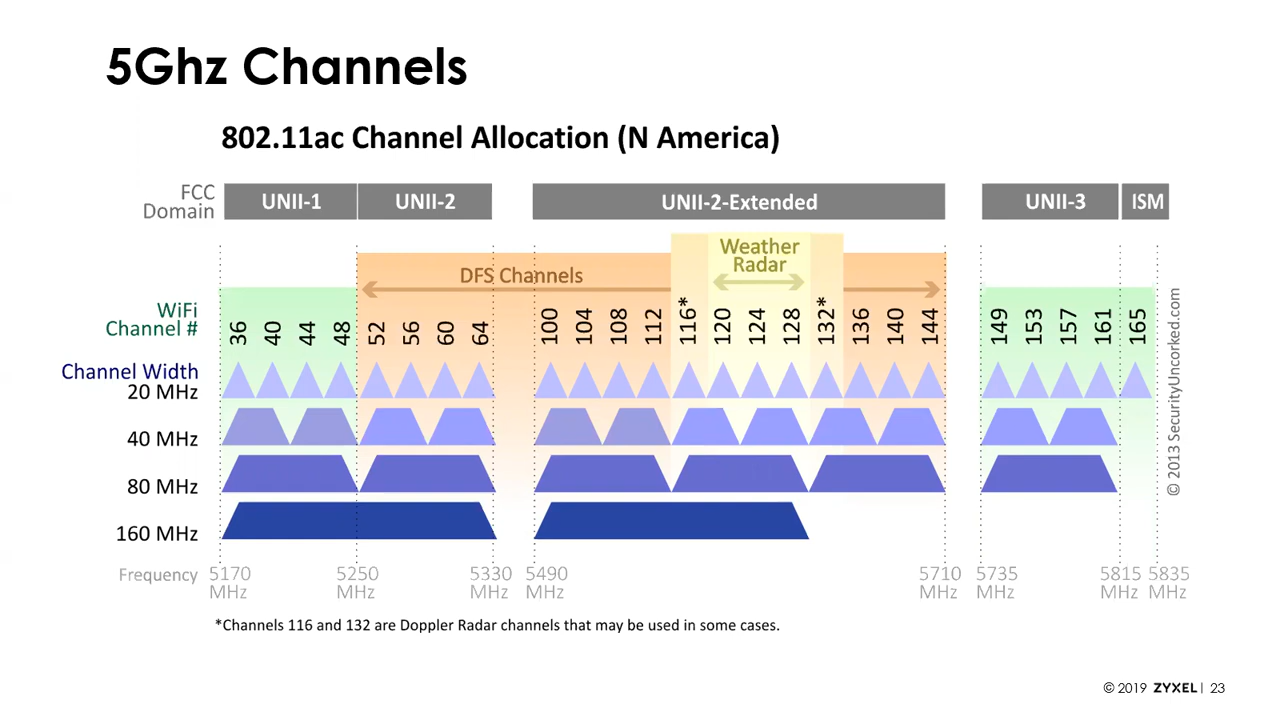 5Ghz Channels
802.11ac Channel Allocation (N America)
FCC
Domain
UNII-1
UNII-2
UNII-2-Extended
UNII-3
ISM
Weather
Radar
DFS Channels
WiFi
Channel #
36 40 44 48 52 56 60 64 100 104 108 112 116* 120 124 128 132* 136 140 144 149 153 157 161 165
Channel Width
20 MHz
40 MHz
80 MHz
160 MHz
Frequency
5170
MHz
5250
MHz
5330
MHz
5490
MHz
5710
MHz
5735
MHz
5815
MHz
5835
MHz
© 2013 SecurityUncorked.com
*Channels 116 and 132 are Doppler Radar channels that may be used in some cases.
© 2019 ZYXEL | 23